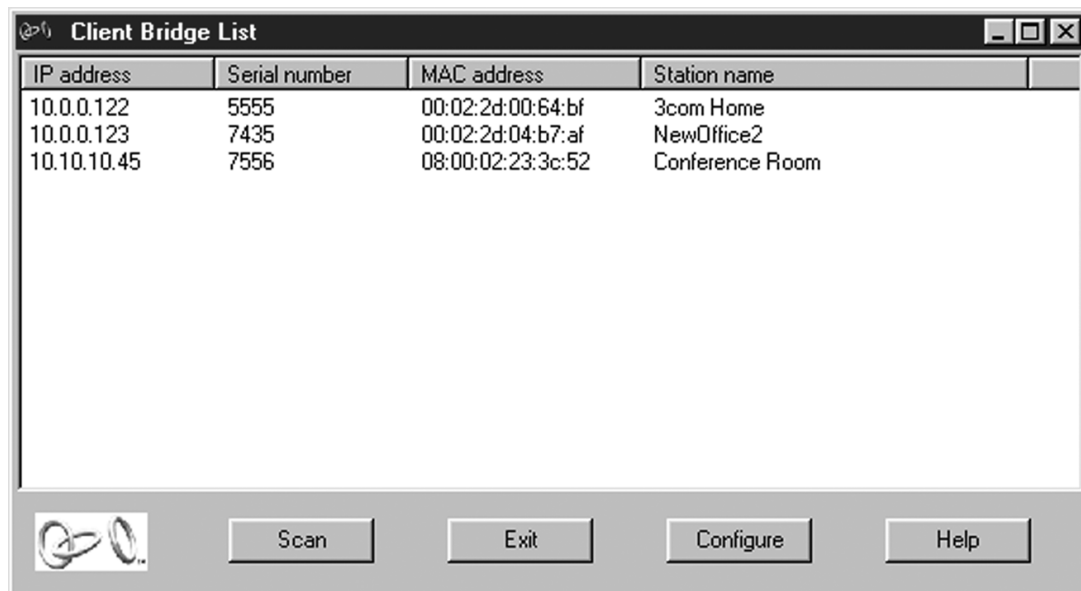 Client Bridge List
IP address Serial number MAC address Station name
10.0.0.122 5555 00:02:2d:00:64:bf 3com Home
10.0.0.123 7435 00:02:2d:04:b7:af NewOffice2
10.10.10.45 7556 08:00:02:23:3c:52 Conference Room
Scan Exit Configure Help